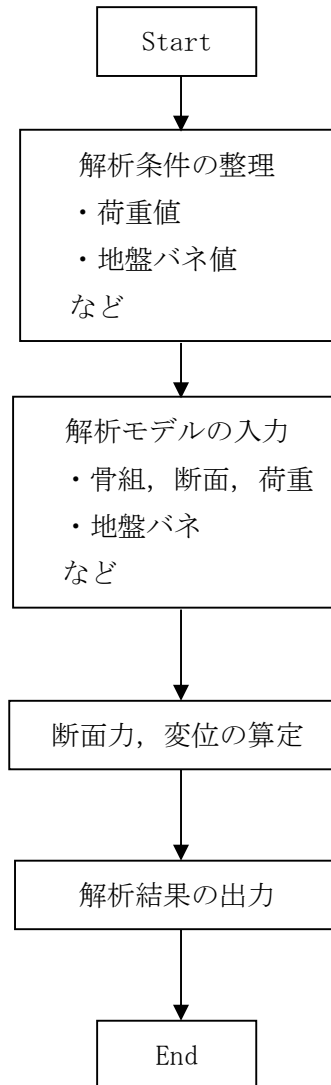 Start
解析条件の整理
・荷重値
・地盤バネ値
など
解析モデルの入力
・骨組，断面，荷重
・地盤バネ
など
断面力，変位の算定
解析結果の出力
End